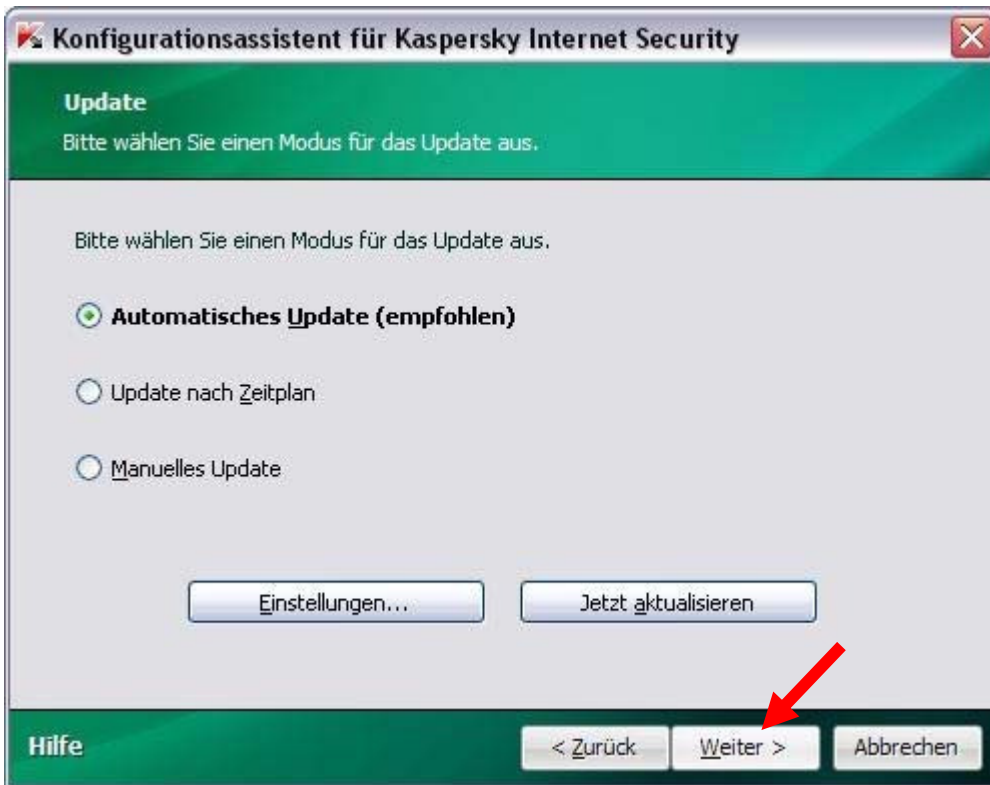 Konfigurationsassistent für Kaspersky Internet Security
Update
Bitte wählen Sie einen Modus für das Update aus.
Bitte wählen Sie einen Modus für das Update aus.
Automatisches Update (empfohlen)
Update nach Zeitplan
Manuelles Update
Einstellungen... Jetzt aktualisieren
Hilfe < Zurück Weiter > Abbrechen